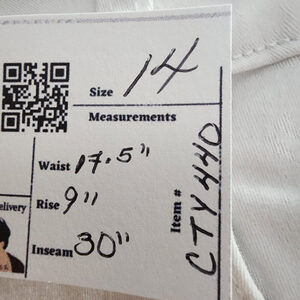 Size 14
Measurements
Waist 17.5"
Rise 9"
Inseam 30"
Item # CTY440
elivery